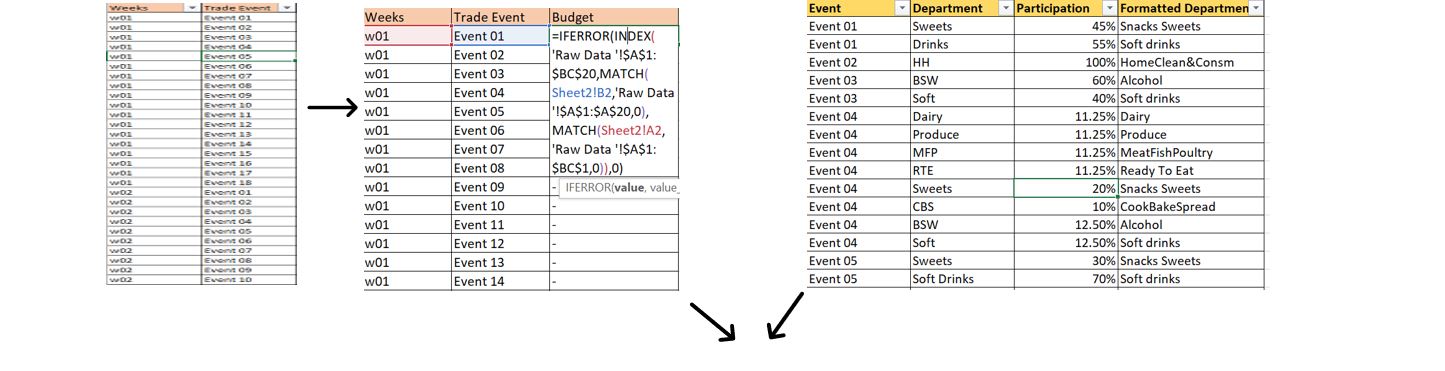 Weeks Trade Event
w01 Event 01
w01 Event 02
w01 Event 03
w01 Event 04
w01 Event 05
w01 Event 06
w01 Event 07
w01 Event 08
w01 Event 09
w01 Event 10
w01 Event 11
w01 Event 12
w01 Event 13
w01 Event 14
w01 Event 15
w01 Event 16
w01 Event 17
w01 Event 18
w02 Event 01
w02 Event 02
w02 Event 03
w02 Event 04
w02 Event 05
w02 Event 06
w02 Event 07
w02 Event 08
w02 Event 09
w02 Event 10
Weeks Trade Event Budget
w01 Event 01 =IFERROR(INDEX(
w01 Event 02 'Raw Data '!$A$1:
w01 Event 03 $BC$20,MATCH(
w01 Event 04 Sheet2!B2,'Raw Data
w01 Event 05 '!$A$1:$A$20,0),
w01 Event 06 MATCH(Sheet2!A2,
w01 Event 07 'Raw Data '!$A$1:
w01 Event 08 $BC$1,0)),0)
w01 Event 09 - IFERROR(value, value_
w01 Event 10 -
w01 Event 11 -
w01 Event 12 -
w01 Event 13 -
w01 Event 14 -
Event Department Participation Formatted Departmen
Event 01 Sweets 45% Snacks Sweets
Event 01 Drinks 55% Soft drinks
Event 02 HH 100% HomeClean&Consm
Event 03 BSW 60% Alcohol
Event 03 Soft 40% Soft drinks
Event 04 Dairy 11.25% Dairy
Event 04 Produce 11.25% Produce
Event 04 MFP 11.25% MeatFishPoultry
Event 04 RTE 11.25% Ready To Eat
Event 04 Sweets 20% Snacks Sweets
Event 04 CBS 10% CookBakeSpread
Event 04 BSW 12.50% Alcohol
Event 04 Soft 12.50% Soft drinks
Event 05 Sweets 30% Snacks Sweets
Event 05 Soft Drinks 70% Soft drinks